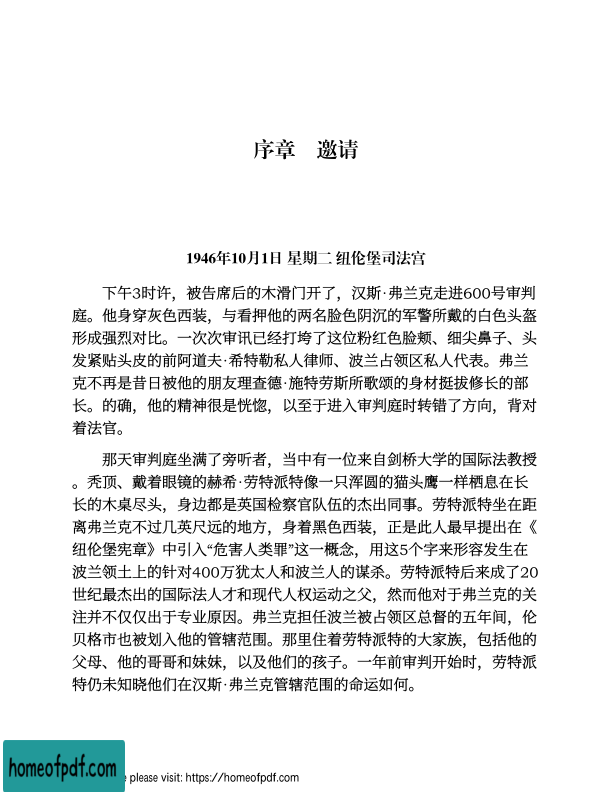 序章　邀请
1946年10月1日 星期二 纽伦堡司法宫
下午3时许，被告席后的木滑门开了，汉斯·弗兰克走进600号审判
庭。他身穿灰色西装，与看押他的两名脸色阴沉的军警所戴的白色头盔
形成强烈对比。一次次审讯已经打垮了这位粉红色脸颊、细尖鼻子、头
发紧贴头皮的前阿道夫·希特勒私人律师、波兰占领区私人代表。弗兰
克不再是昔日被他的朋友理查德·施特劳斯所歌颂的身材挺拔修长的部
长。的确，他的精神很是恍惚，以至于进入审判庭时转错了方向，背对
着法官。
那天审判庭坐满了旁听者，当中有一位来自剑桥大学的国际法教授
。秃顶、戴着眼镜的赫希·劳特派特像一只浑圆的猫头鹰一样栖息在长
长的木桌尽头，身边都是英国检察官队伍的杰出同事。劳特派特坐在距
离弗兰克不过几英尺远的地方，身着黑色西装，正是此人最早提出在《
纽伦堡宪章》中引入“危害人类罪”这一概念，用这5个字来形容发生在
波兰领土上的针对400万犹太人和波兰人的谋杀。劳特派特后来成了20
世纪最杰出的国际法人才和现代人权运动之父，然而他对于弗兰克的关
注并不仅仅出于专业原因。弗兰克担任波兰被占领区总督的五年间，伦
贝格市也被划入他的管辖范围。那里住着劳特派特的大家族，包括他的
父母、他的哥哥和妹妹，以及他们的孩子。一年前审判开始时，劳特派
特仍未知晓他们在汉斯·弗兰克管辖范围的命运如何。
homeofpdf.com
e please visit: https://homeofpdf.com